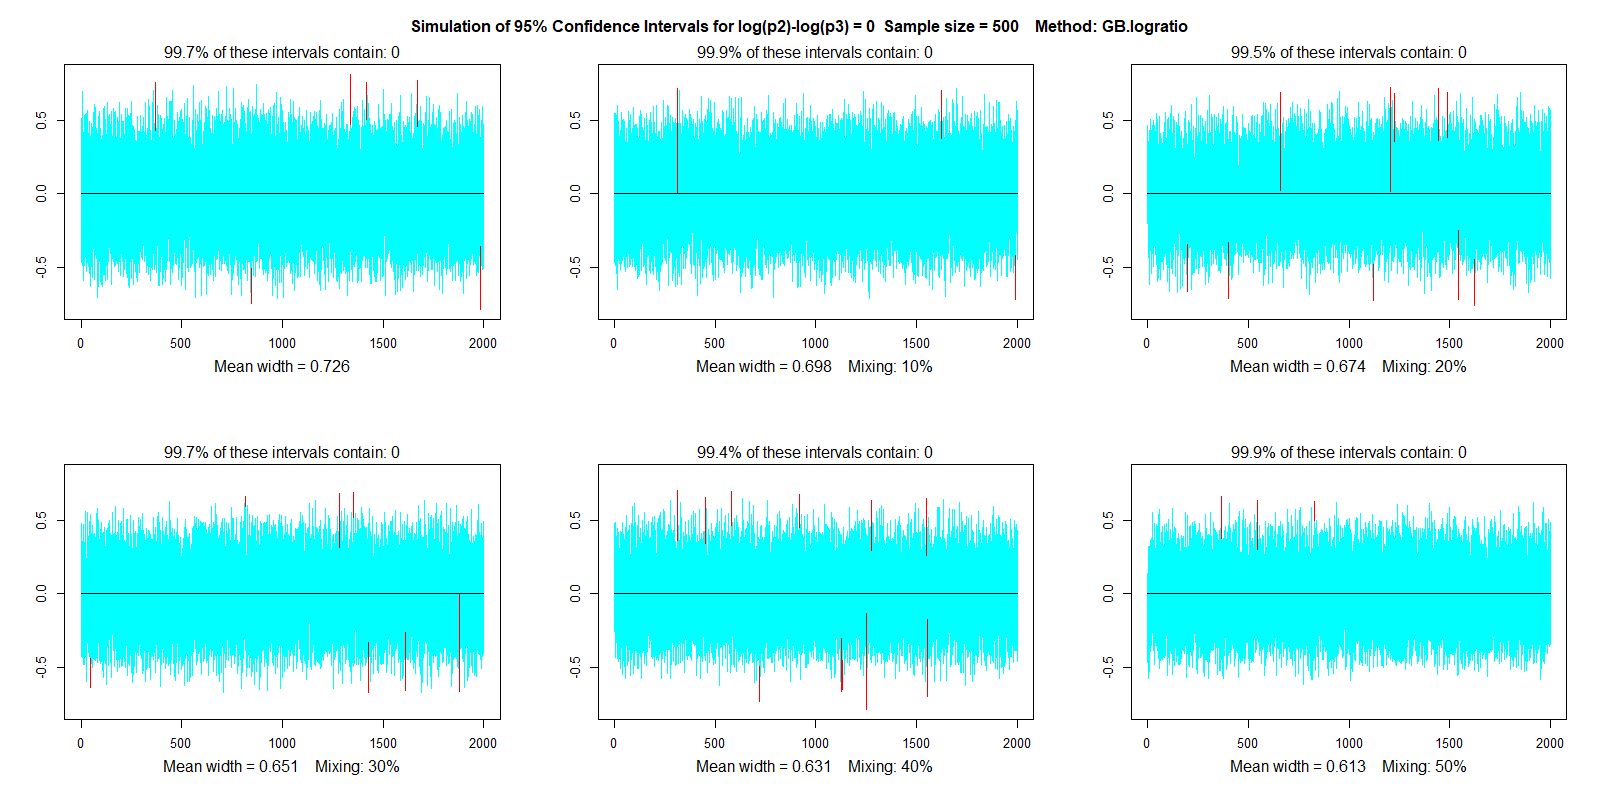 Simulation of 95% Confidence Intervals for log(p2)-log(p3) = 0  Sample size = 500    Method: GB.logratio
99.7% of these intervals contain: 0
0.5
0.0
-0.5
0 500 1000 1500 2000
Mean width = 0.726
99.9% of these intervals contain: 0
0.5
0.0
-0.5
0 500 1000 1500 2000
Mean width = 0.698    Mixing: 10%
99.5% of these intervals contain: 0
0.5
0.0
-0.5
0 500 1000 1500 2000
Mean width = 0.674    Mixing: 20%
99.7% of these intervals contain: 0
0.5
0.0
-0.5
0 500 1000 1500 2000
Mean width = 0.651    Mixing: 30%
99.4% of these intervals contain: 0
0.5
0.0
-0.5
0 500 1000 1500 2000
Mean width = 0.631    Mixing: 40%
99.9% of these intervals contain: 0
0.5
0.0
-0.5
0 500 1000 1500 2000
Mean width = 0.613    Mixing: 50%